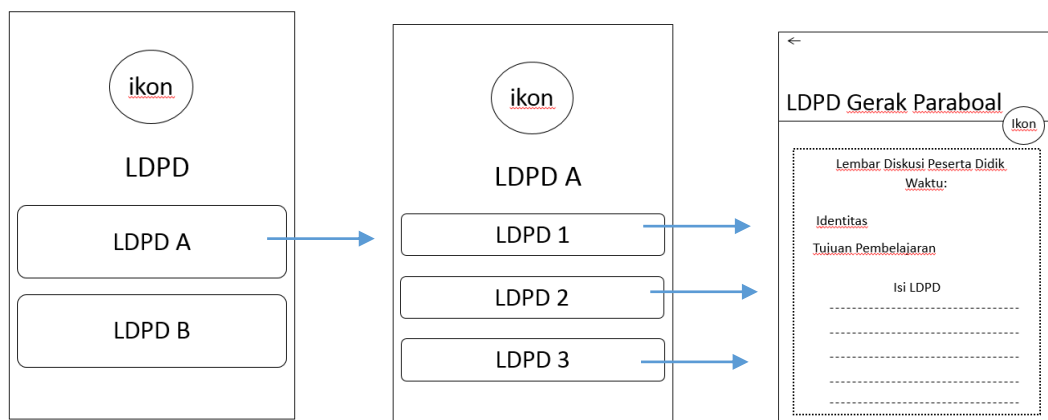 ikon
LDPD
LDPD A
LDPD B
ikon
LDPD A
LDPD 1
LDPD 2
LDPD 3
LDPD Gerak Paraboal
Ikon
Lembar Diskusi Peserta Didik
Waktu:
Identitas
Tujuan Pembelajaran
Isi LDPD